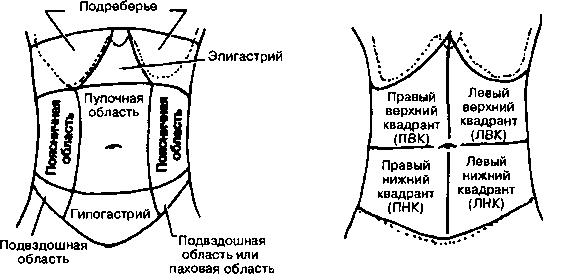 Подреберье
Эпигастрий
Пупочная
область
Поясничная
область
Поясничная
область
Гипогастрий
Подвздошная
область
Подвздошная
область или
паховая область
Правый
верхний
квадрант
(ПВК)
Левый
верхний
квадрант
(ЛВК)
Правый
нижний
квадрант
(ПНК)
Левый
нижний
квадрант
(ЛНК)